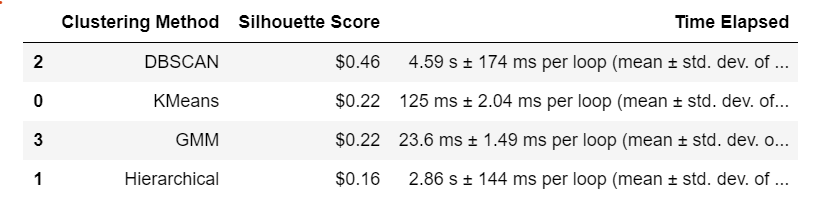 Clustering Method Silhouette Score Time Elapsed
2 DBSCAN $0.46 4.59 s ± 174 ms per loop (mean ± std. dev. of ...
0 KMeans $0.22 125 ms ± 2.04 ms per loop (mean ± std. dev. of...
3 GMM $0.22 23.6 ms ± 1.49 ms per loop (mean ± std. dev. o...
1 Hierarchical $0.16 2.86 s ± 144 ms per loop (mean ± std. dev. of ...